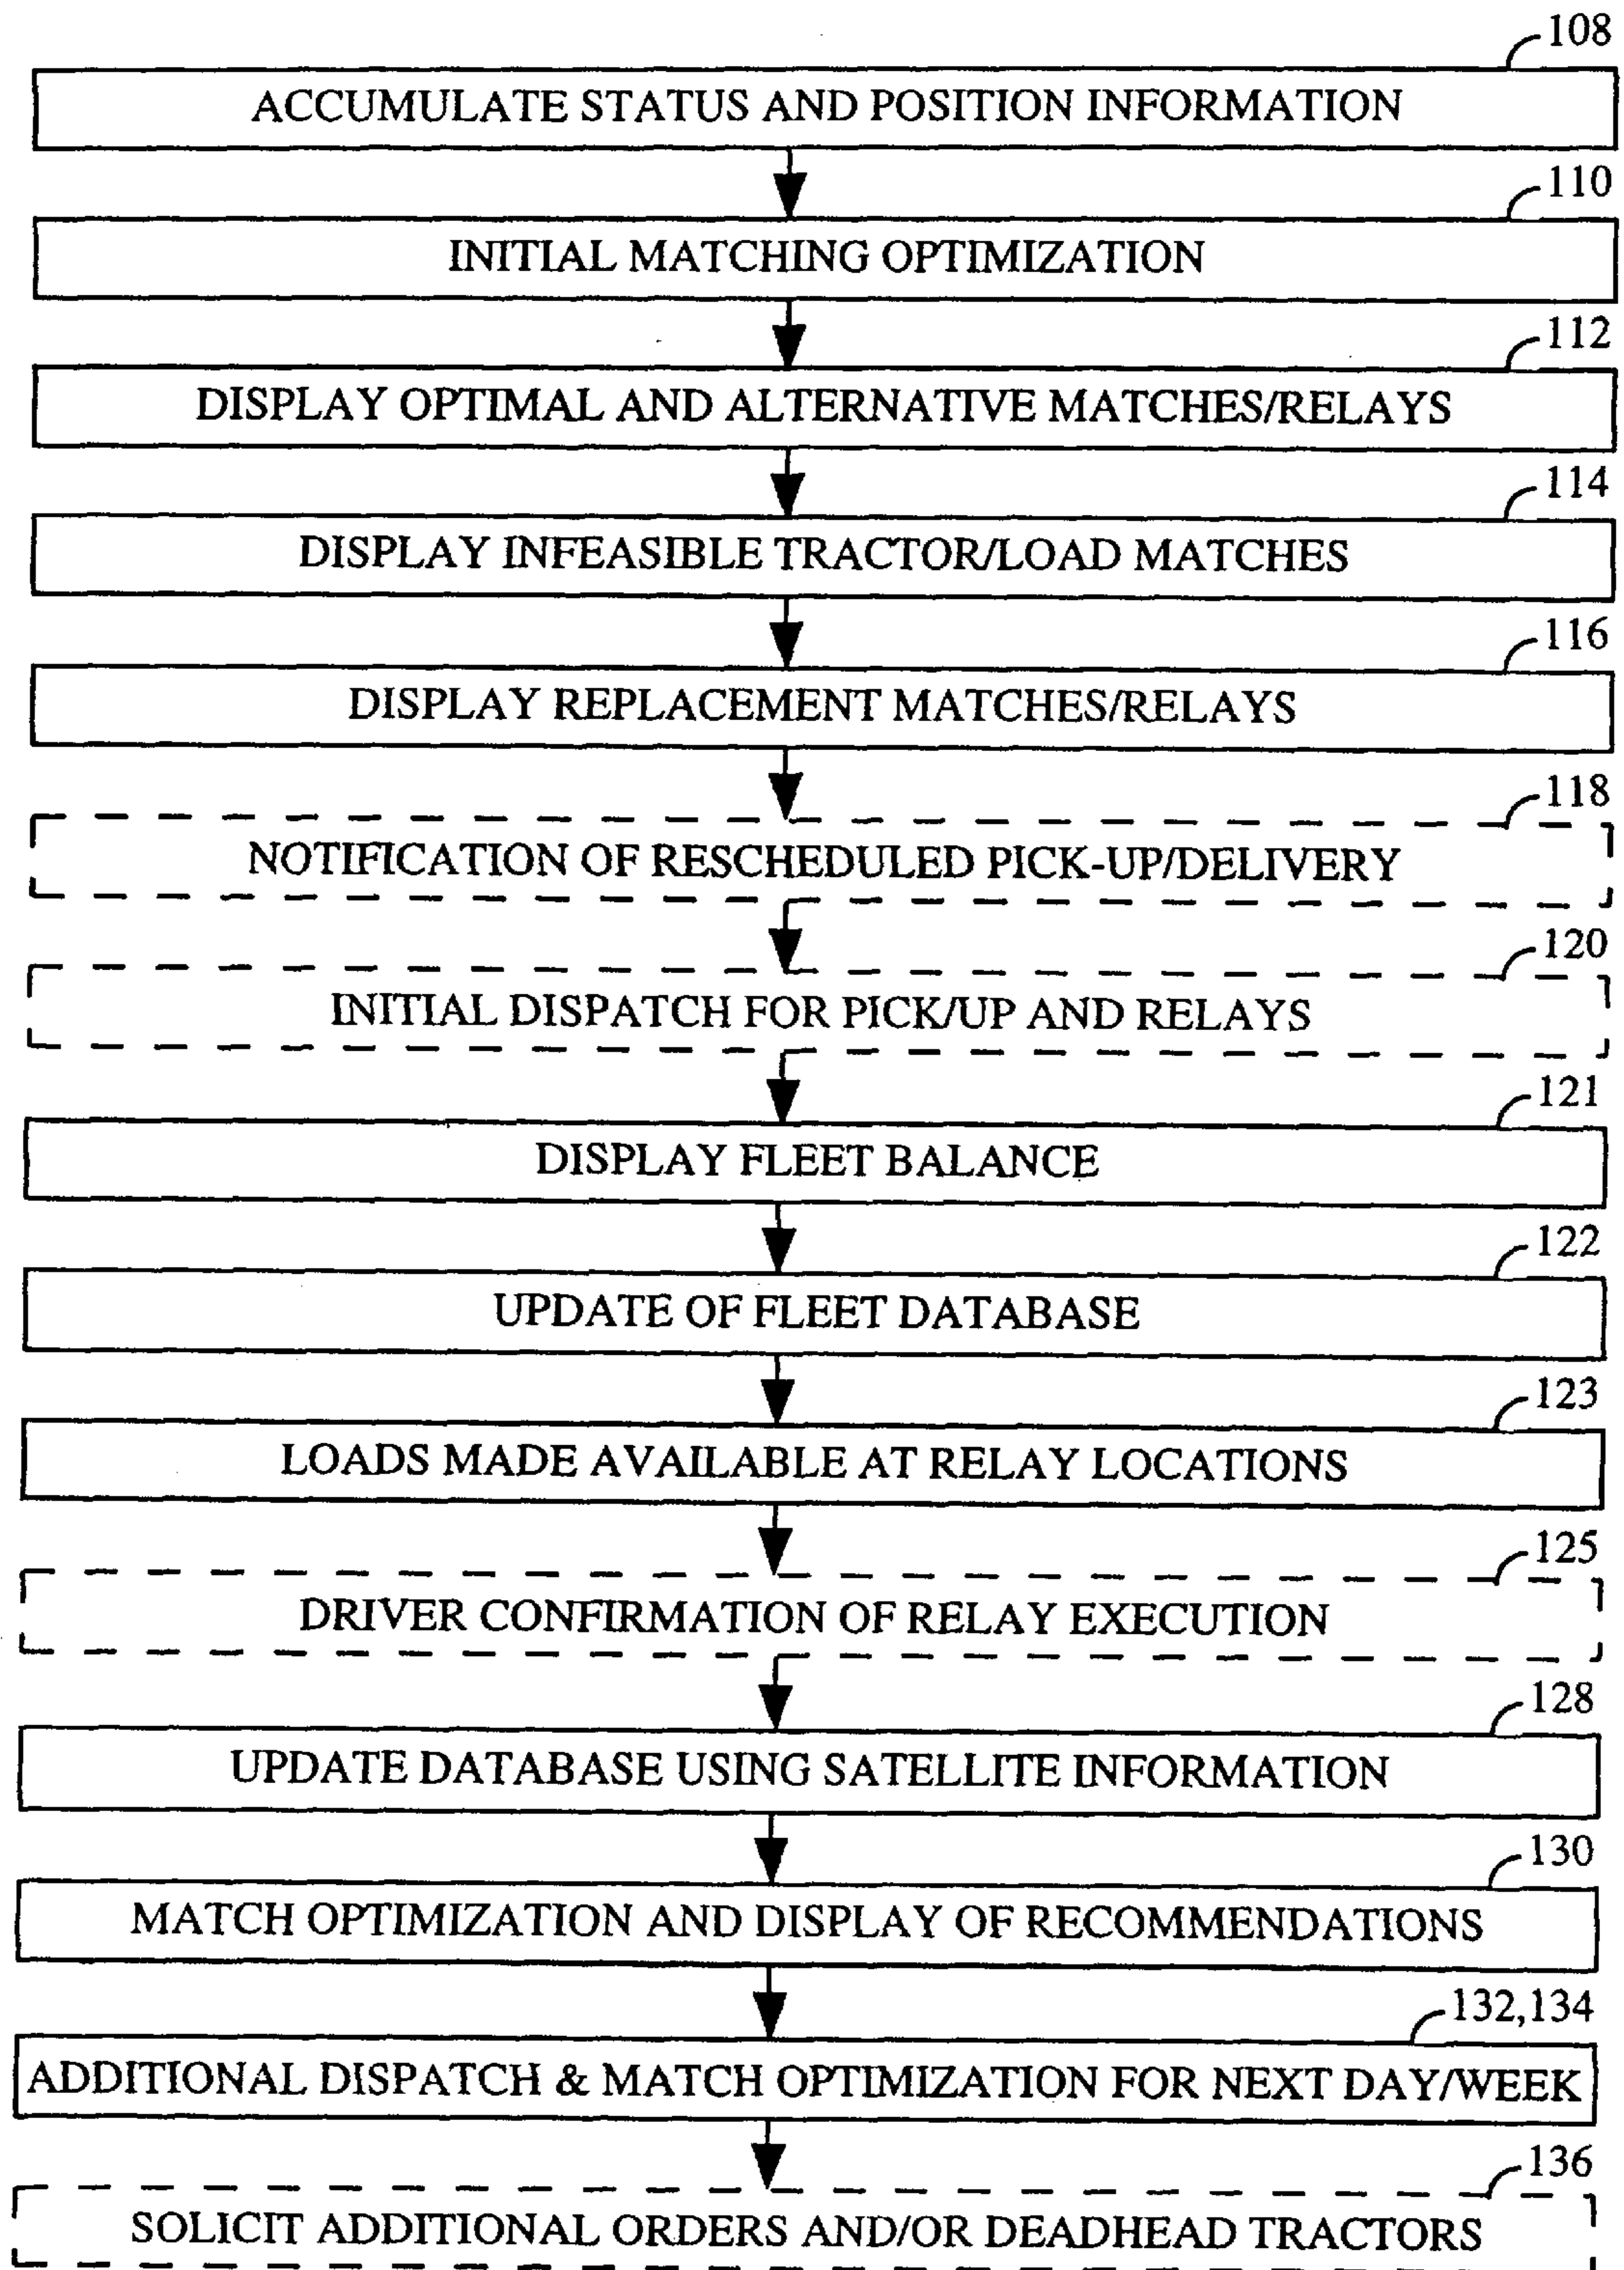 108
ACCUMULATE STATUS AND POSITION INFORMATION
110
INITIAL MATCHING OPTIMIZATION
112
DISPLAY OPTIMAL AND ALTERNATIVE MATCHES/RELAYS
114
DISPLAY INFEASIBLE TRACTOR/LOAD MATCHES
116
DISPLAY REPLACEMENT MATCHES/RELAYS
118
NOTIFICATION OF RESCHEDULED PICK-UP/DELIVERY
120
INITIAL DISPATCH FOR PICK/UP AND RELAYS
121
DISPLAY FLEET BALANCE
122
UPDATE OF FLEET DATABASE
123
LOADS MADE AVAILABLE AT RELAY LOCATIONS
125
DRIVER CONFIRMATION OF RELAY EXECUTION
128
UPDATE DATABASE USING SATELLITE INFORMATION
130
MATCH OPTIMIZATION AND DISPLAY OF RECOMMENDATIONS
132,134
ADDITIONAL DISPATCH & MATCH OPTIMIZATION FOR NEXT DAY/WEEK
136
SOLICIT ADDITIONAL ORDERS AND/OR DEADHEAD TRACTORS